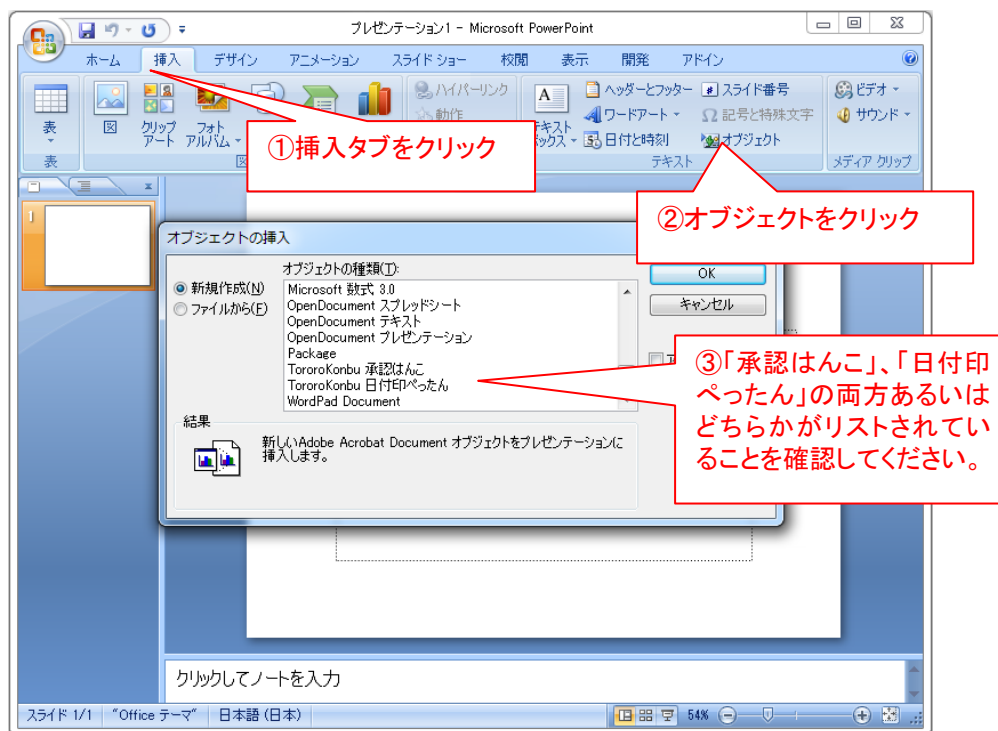 プレゼンテーション1 - Microsoft PowerPoint
ホーム 挿入 デザイン アニメーション スライド ショー 校閲 表示 開発 アドイン
表
図
クリップ
アート
フォト
アルバム
ハイパーリンク
動作
ヘッダーとフッター
ワードアート
日付と時刻
スライド番号
記号と特殊文字
オブジェクト
ビデオ
サウンド
表
テキスト
メディア クリップ
①挿入タブをクリック
②オブジェクトをクリック
1
オブジェクトの挿入
オブジェクトの種類(T):
新規作成(N)
ファイルから(F)
Microsoft 数式 3.0
OpenDocument スプレッドシート
OpenDocument テキスト
OpenDocument プレゼンテーション
Package
TororoKonbu 承認はんこ
TororoKonbu 日付印ぺったん
WordPad Document
OK
キャンセル
③「承認はんこ」、「日付印
ぺったん」の両方あるいは
どちらかがリストされてい
ることを確認してください。
結果
新しいAdobe Acrobat Document オブジェクトをプレゼンテーションに
挿入します。
クリックしてノートを入力
スライド 1/1 "Office テーマ" 日本語 (日本) 54%